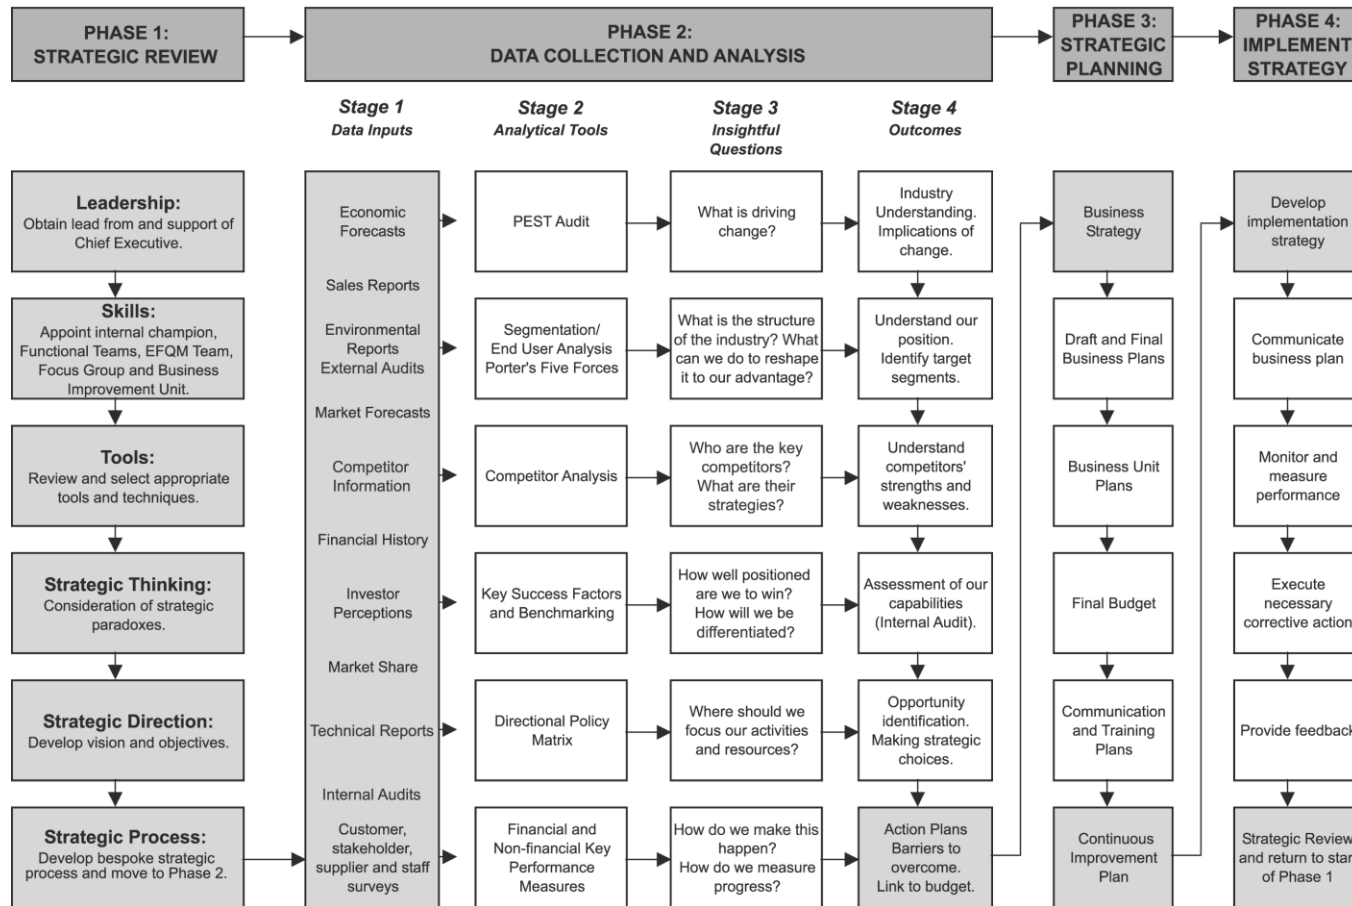 PHASE 1:
STRATEGIC REVIEW
PHASE 2:
DATA COLLECTION AND ANALYSIS
PHASE 3:
STRATEGIC
PLANNING
PHASE 4:
IMPLEMENT
STRATEGY
Stage 1
Data Inputs
Stage 2
Analytical Tools
Stage 3
Insightful
Questions
Stage 4
Outcomes
Leadership:
Obtain lead from and support of
Chief Executive.
Skills:
Appoint internal champion,
Functional Teams, EFQM Team,
Focus Group and Business
Improvement Unit.
Tools:
Review and select appropriate
tools and techniques.
Strategic Thinking:
Consideration of strategic
paradoxes.
Strategic Direction:
Develop vision and objectives.
Strategic Process:
Develop bespoke strategic
process and move to Phase 2.
Economic
Forecasts
Sales Reports
Environmental
Reports
External Audits
Market Forecasts
Competitor
Information
Financial History
Investor
Perceptions
Market Share
Technical Reports
Internal Audits
Customer,
stakeholder,
supplier and staff
surveys
PEST Audit
Segmentation/
End User Analysis
Porter's Five Forces
Competitor Analysis
Key Success Factors
and Benchmarking
Directional Policy
Matrix
Financial and
Non-financial Key
Performance
Measures
What is driving
change?
What is the structure
of the industry? What
can we do to reshape
it to our advantage?
Who are the key
competitors?
What are their
strategies?
How well positioned
are we to win?
How will we be
differentiated?
Where should we
focus our activities
and resources?
How do we make this
happen?
How do we measure
progress?
Industry
Understanding.
Implications of
change.
Understand our
position.
Identify target
segments.
Understand
competitors'
strengths and
weaknesses.
Assessment of our
capabilities
(Internal Audit).
Opportunity
identification.
Making strategic
choices.
Action Plans
Barriers to
overcome.
Link to budget.
Business
Strategy
Draft and Final
Business Plans
Business Unit
Plans
Final Budget
Communication
and Training
Plans
Continuous
Improvement
Plan
Develop
implementation
strategy
Communicate
business plan
Monitor and
measure
performance
Execute
necessary
corrective action
Provide feedback
Strategic Review
and return to start
of Phase 1